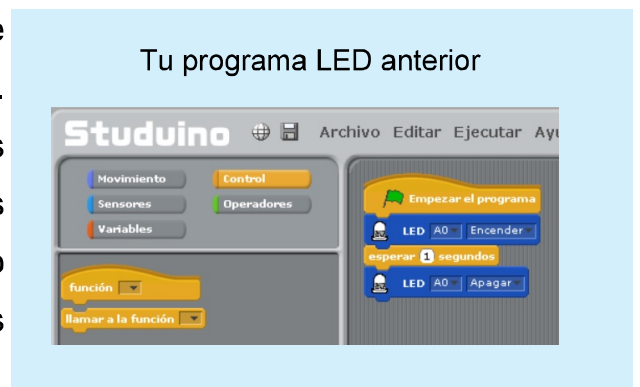 Tu programa LED anterior
Studuino Archivo Editar Ejecutar Ayu
Movimiento Control
Sensores Operadores
Variables
función
llamar a la función
Empezar el programa
LED A0 Encender
esperar 1 segundos
LED A0 Apagar